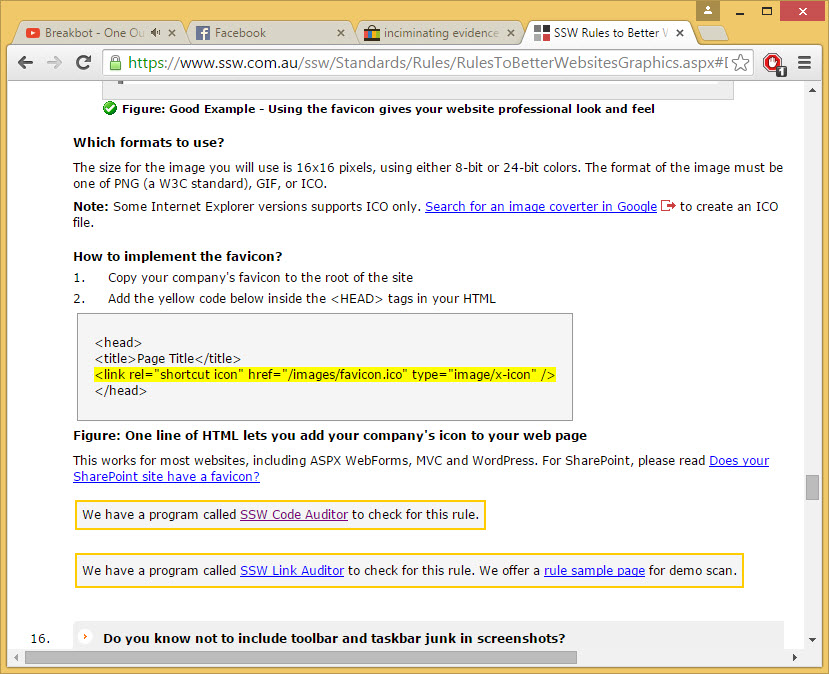 Breakbot - One Ou
Facebook
inciminating evidence
SSW Rules to Better W
https://www.ssw.com.au/ssw/Standards/Rules/RulesToBetterWebsitesGraphics.aspx#
1
Figure: Good Example - Using the favicon gives your website professional look and feel
Which formats to use?
The size for the image you will use is 16x16 pixels, using either 8-bit or 24-bit colors. The format of the image must be
one of PNG (a W3C standard), GIF, or ICO.
Note: Some Internet Explorer versions supports ICO only. Search for an image coverter in Google to create an ICO
file.
How to implement the favicon?
1. Copy your company's favicon to the root of the site
2. Add the yellow code below inside the <HEAD> tags in your HTML
<head>
<title>Page Title</title>
<link rel="shortcut icon" href="/images/favicon.ico" type="image/x-icon" />
</head>
Figure: One line of HTML lets you add your company's icon to your web page
This works for most websites, including ASPX WebForms, MVC and WordPress. For SharePoint, please read Does your
SharePoint site have a favicon?
We have a program called SSW Code Auditor to check for this rule.
We have a program called SSW Link Auditor to check for this rule. We offer a rule sample page for demo scan.
16. Do you know not to include toolbar and taskbar junk in screenshots?